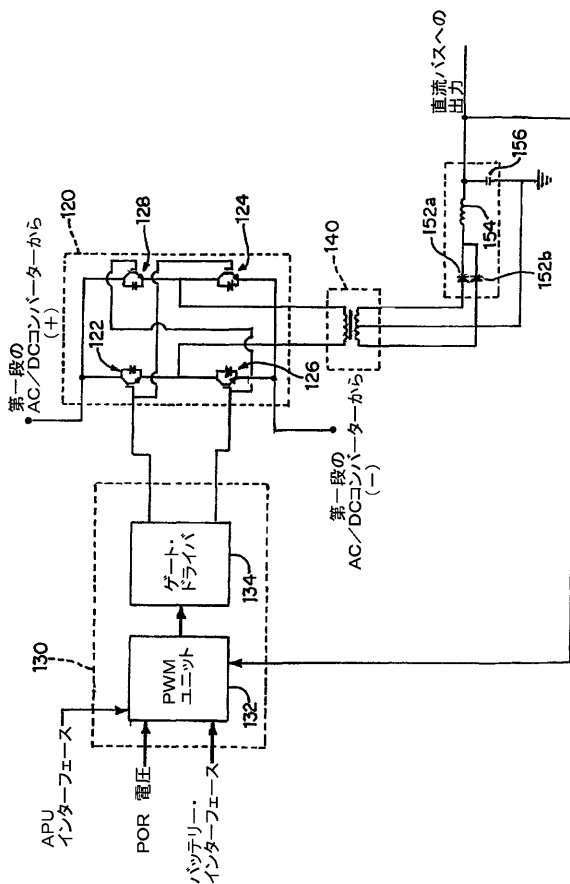 第一段の
AC/DCコンバーターから
(+)
120
122
128
124
126
130
APU
インターフェース
POR 電圧
バッテリー・
インターフェース
PWM
ユニット
132
ゲート・
ドライバ
134
第一段の
AC/DCコンバーターから
(−)
140
152a
152b
154
156
直流バスへの
出力